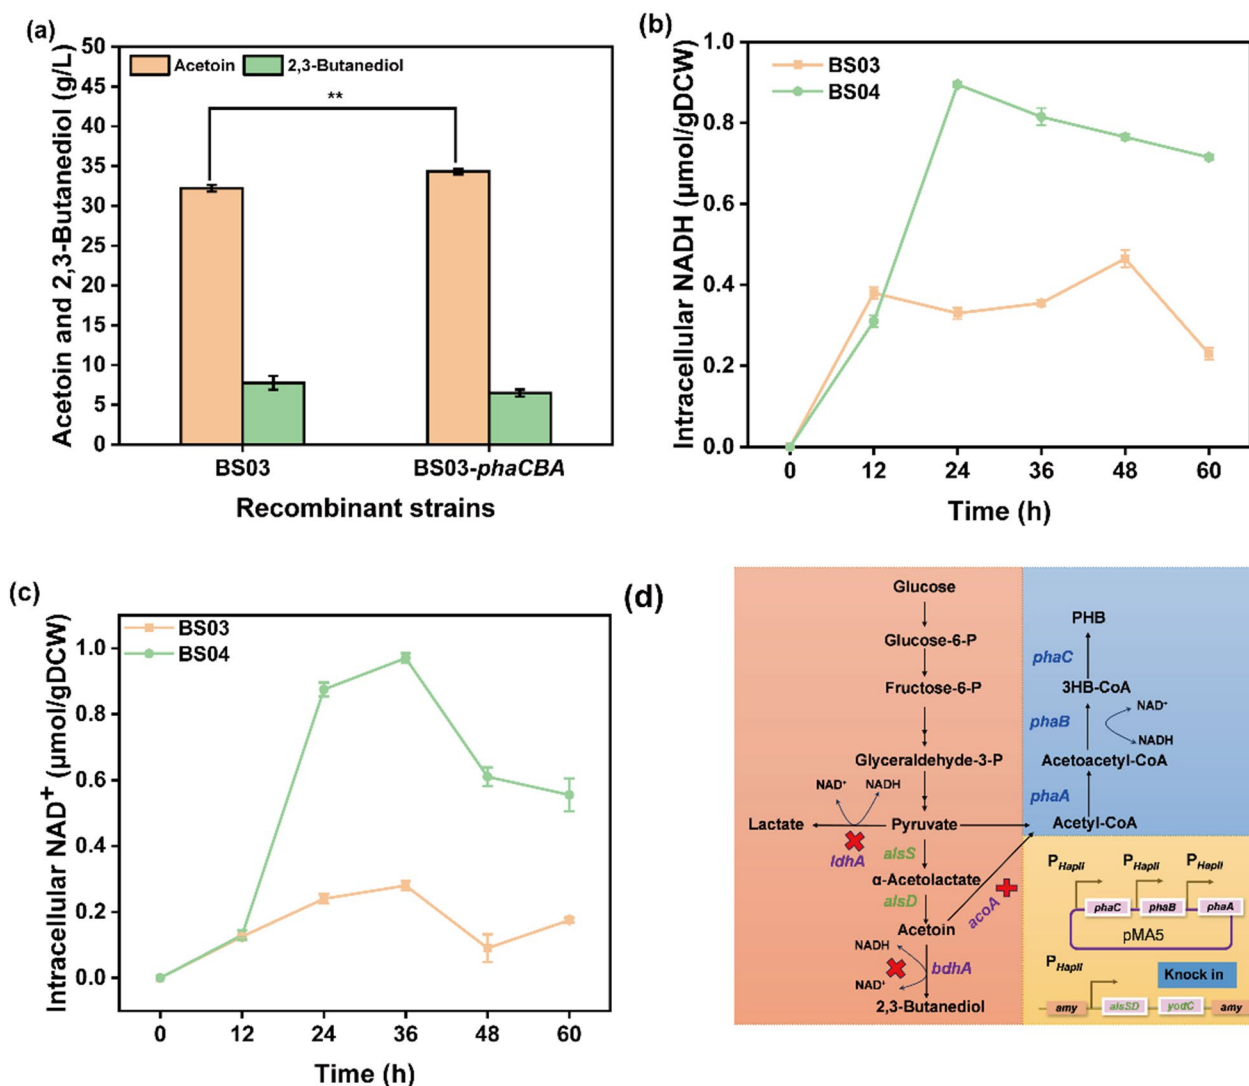 (a)
Acetoin and 2,3-Butanediol (g/L)
50
45
40
35
30
25
20
15
10
5
0
Acetoin
2,3-Butanediol
**
BS03
BS03-phaCBA
Recombinant strains
(b)
Intracellular NADH (μmol/gDCW)
1.0
0.8
0.6
0.4
0.2
0.0
BS03
BS04
0 12 24 36 48 60
Time (h)
(c)
Intracellular NAD⁺ (μmol/gDCW)
1.0
0.8
0.6
0.4
0.2
0.0
BS03
BS04
0 12 24 36 48 60
Time (h)
(d)
Glucose
Glucose-6-P
Fructose-6-P
Glyceraldehyde-3-P
NAD⁺
NADH
Lactate
Pyruvate
ldhA
alsS
α-Acetolactate
alsD
acoA
Acetoin
NADH
NAD⁺
bdhA
2,3-Butanediol
PHB
phaC
3HB-CoA
phaB
NAD⁺
NADH
Acetoacetyl-CoA
phaA
Acetyl-CoA
PHapII PHapII PHapII
phaC phaB phaA
pMA5
PHapII
Knock in
amy alsSD yodC amy